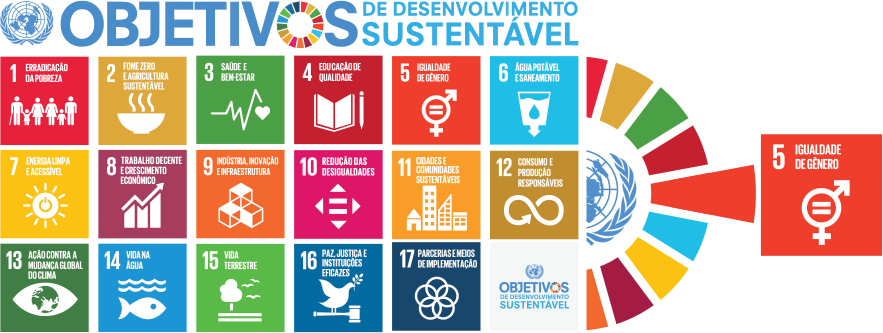 OBJETIVOS
DE DESENVOLVIMENTO
SUSTENTÁVEL
1 ERRADICAÇÃO
DA POBREZA
2 FOME ZERO
E AGRICULTURA
SUSTENTÁVEL
3 SAÚDE E
BEM-ESTAR
4 EDUCAÇÃO DE
QUALIDADE
5 IGUALDADE
DE GÊNERO
6 ÁGUA POTÁVEL
E SANEAMENTO
7 ENERGIA LIMPA
E ACESSÍVEL
8 TRABALHO DECENTE
E CRESCIMENTO
ECONÔMICO
9 INDÚSTRIA, INOVAÇÃO
E INFRAESTRUTURA
10 REDUÇÃO DAS
DESIGUALDADES
11 CIDADES E
COMUNIDADES
SUSTENTÁVEIS
12 CONSUMO E
PRODUÇÃO
RESPONSÁVEIS
13 AÇÃO CONTRA A
MUDANÇA GLOBAL
DO CLIMA
14 VIDA NA
ÁGUA
15 VIDA
TERRESTRE
16 PAZ, JUSTIÇA E
INSTITUIÇÕES
EFICAZES
17 PARCERIAS E MEIOS
DE IMPLEMENTAÇÃO
OBJETIVOS
DE DESENVOLVIMENTO
SUSTENTÁVEL
5 IGUALDADE
DE GÊNERO